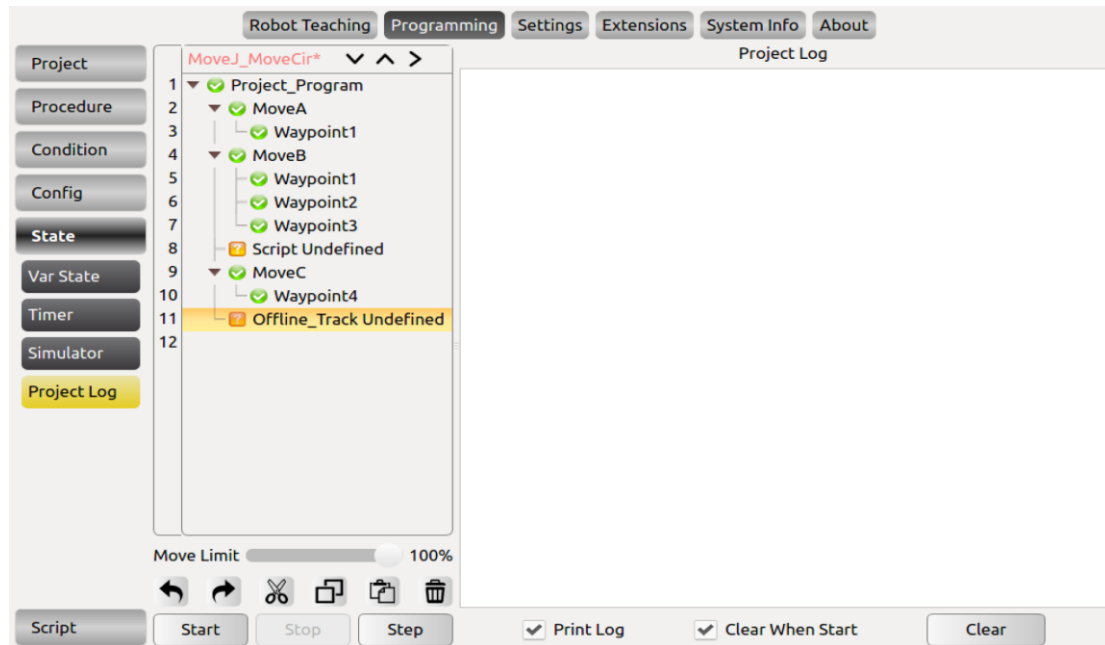 Robot Teaching Programming Settings Extensions System Info About
Project
Procedure
Condition
Config
State
Var State
Timer
Simulator
Project Log
Script
MoveJ_MoveCir*
1 Project_Program
2 MoveA
3 Waypoint1
4 MoveB
5 Waypoint1
6 Waypoint2
7 Waypoint3
8 Script Undefined
9 MoveC
10 Waypoint4
11 Offline_Track Undefined
12
Move Limit 100%
Start Stop Step
Project Log
Print Log Clear When Start Clear